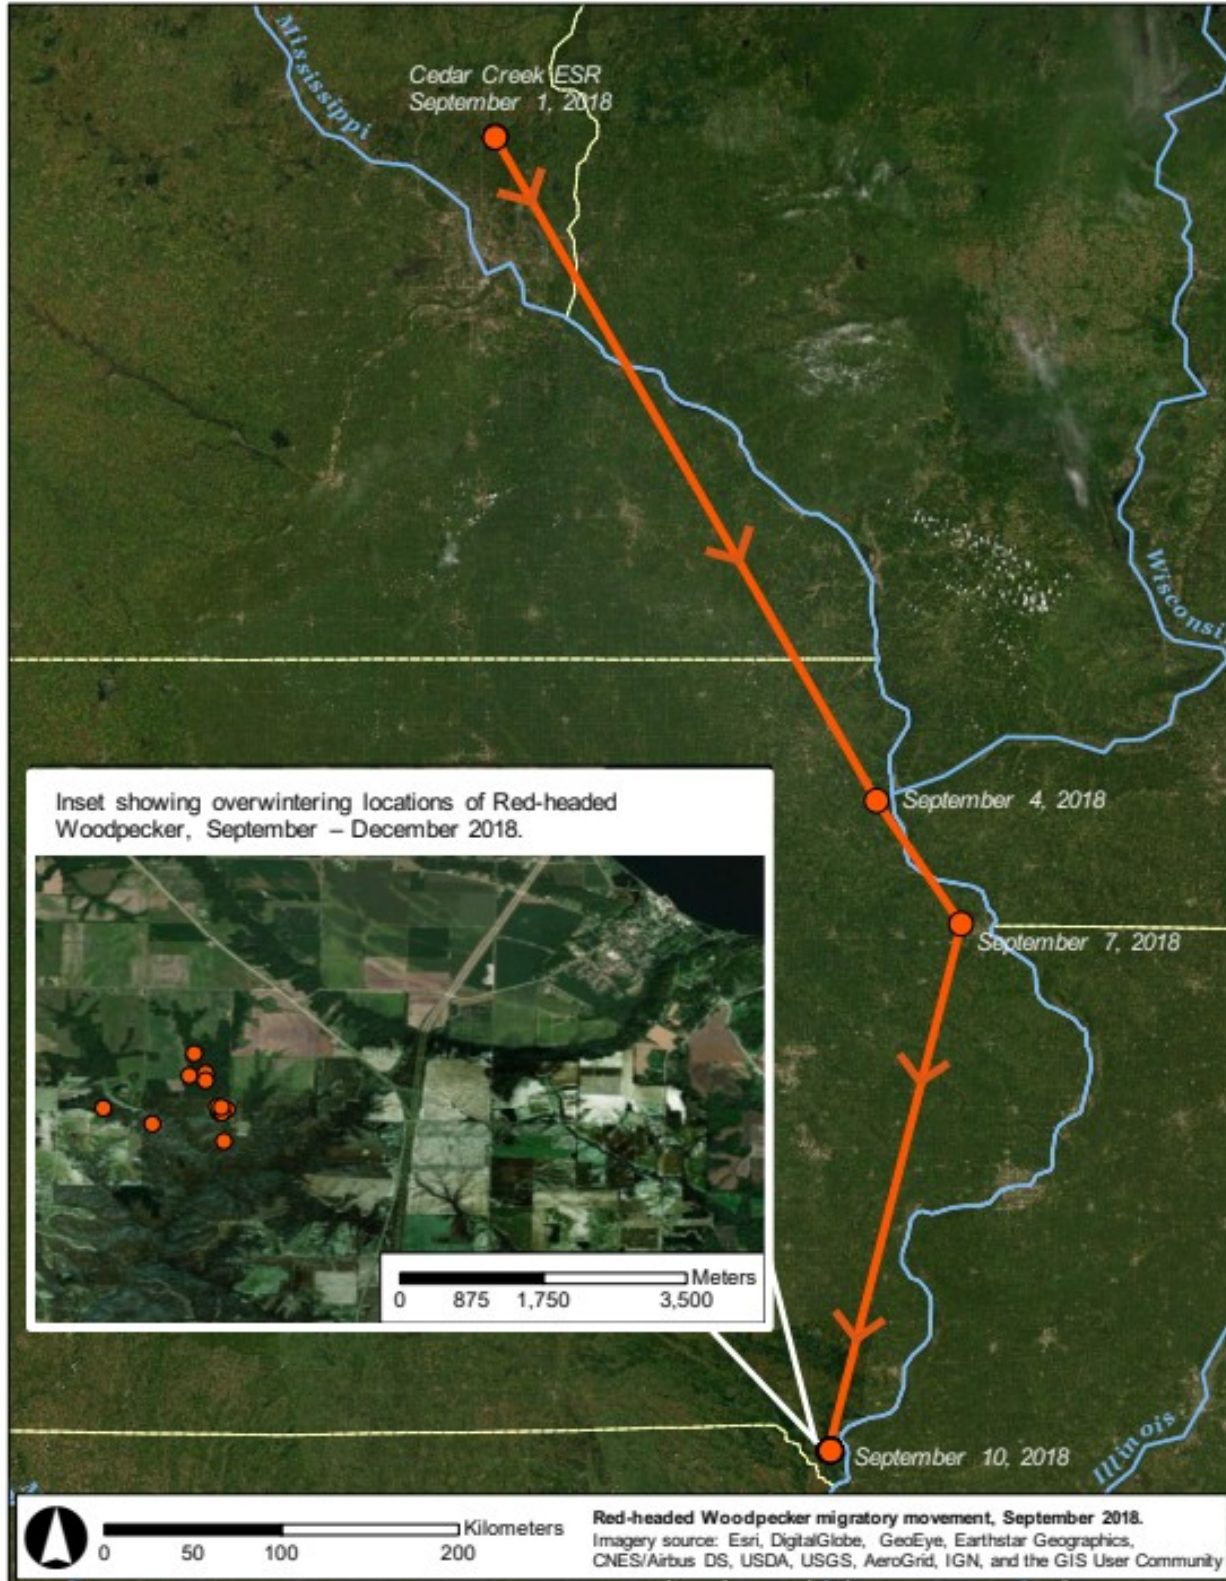 Mississippi
Cedar Creek ESR
September 1, 2018
September 4, 2018
September 7, 2018
Inset showing overwintering locations of Red-headed
Woodpecker, September – December 2018.
Meters
0 875 1,750 3,500
September 10, 2018
Illinois
Kilometers
0 50 100 200
Red-headed Woodpecker migratory movement, September 2018.
Imagery source: Esri, DigitalGlobe, GeoEye, Earthstar Geographics,
CNES/Airbus DS, USDA, USGS, AeroGrid, IGN, and the GIS User Community